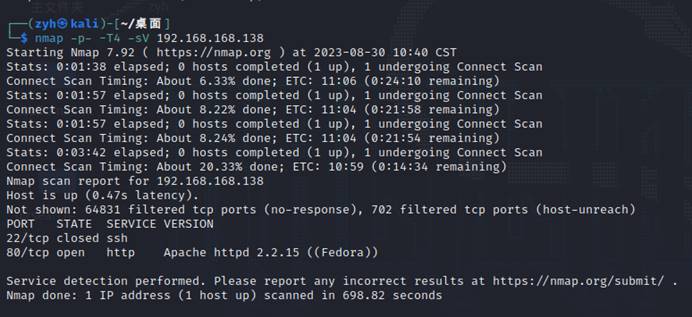 ┌──(zyh㉿kali)-[~/桌面]
└─$ nmap -p- -T4 -sV 192.168.168.138
Starting Nmap 7.92 ( https://nmap.org ) at 2023-08-30 10:40 CST
Stats: 0:01:38 elapsed; 0 hosts completed (1 up), 1 undergoing Connect Scan
Connect Scan Timing: About 6.33% done; ETC: 11:06 (0:24:10 remaining)
Stats: 0:01:57 elapsed; 0 hosts completed (1 up), 1 undergoing Connect Scan
Connect Scan Timing: About 8.22% done; ETC: 11:04 (0:21:58 remaining)
Stats: 0:01:57 elapsed; 0 hosts completed (1 up), 1 undergoing Connect Scan
Connect Scan Timing: About 8.24% done; ETC: 11:04 (0:21:54 remaining)
Stats: 0:03:42 elapsed; 0 hosts completed (1 up), 1 undergoing Connect Scan
Connect Scan Timing: About 20.33% done; ETC: 10:59 (0:14:34 remaining)
Nmap scan report for 192.168.168.138
Host is up (0.47s latency).
Not shown: 64831 filtered tcp ports (no-response), 702 filtered tcp ports (host-unreach)
PORT   STATE  SERVICE VERSION
22/tcp closed ssh
80/tcp open   http    Apache httpd 2.2.15 ((Fedora))

Service detection performed. Please report any incorrect results at https://nmap.org/submit/ .
Nmap done: 1 IP address (1 host up) scanned in 698.82 seconds